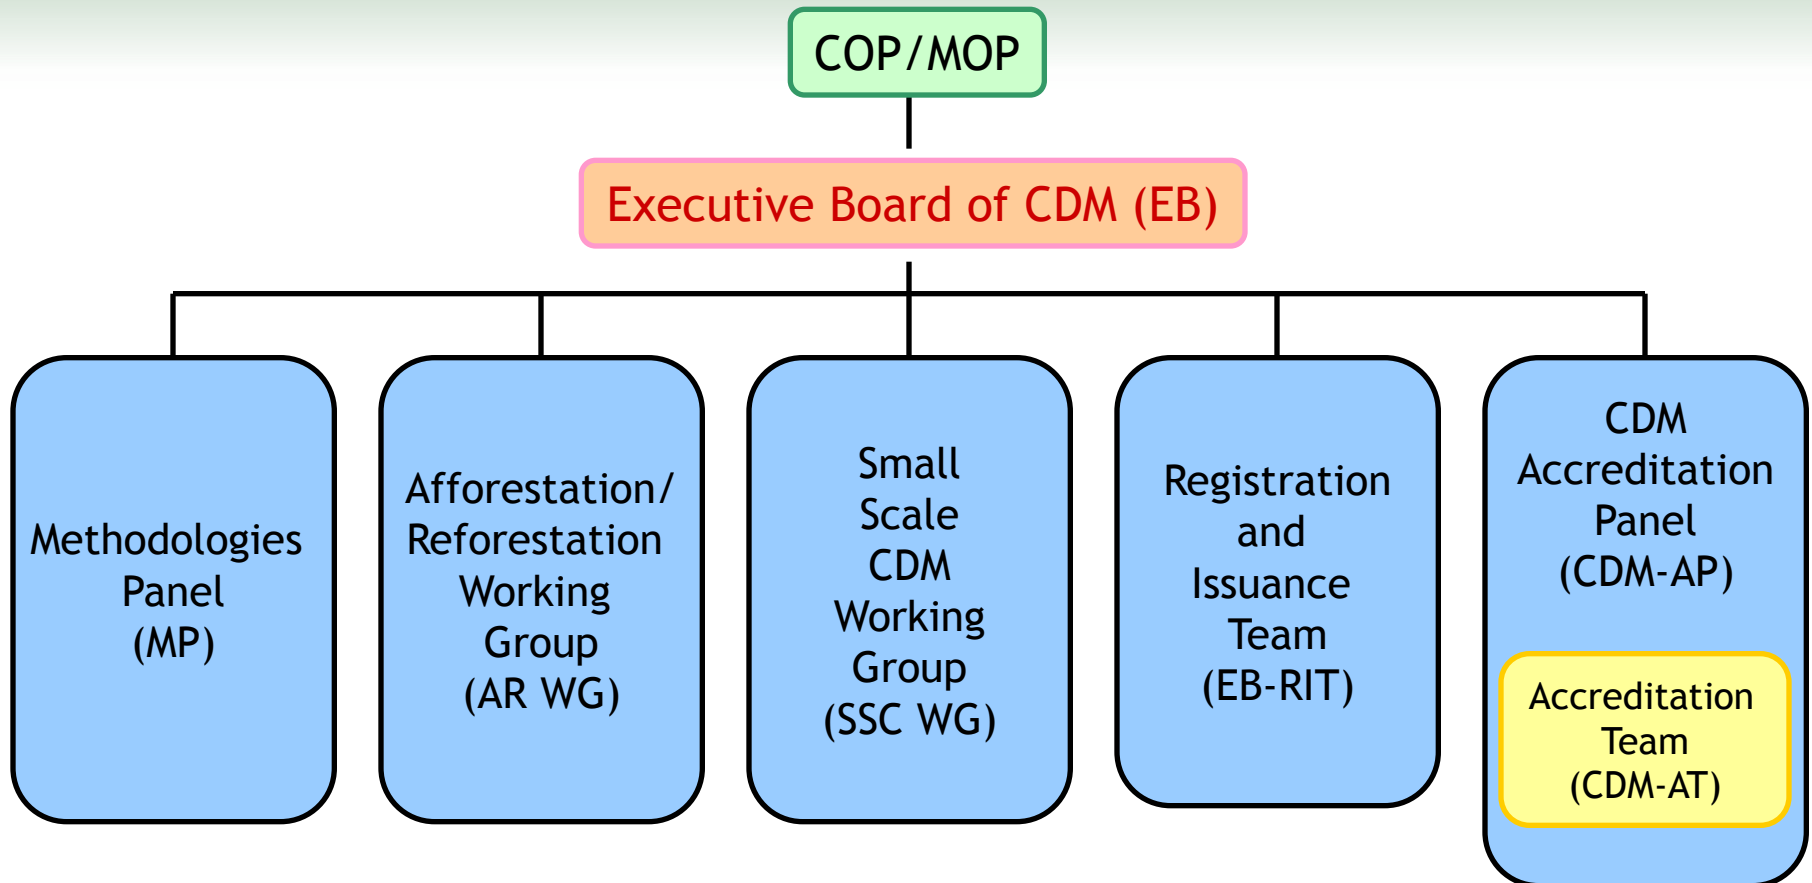 COP/MOP
Executive Board of CDM (EB)
Methodologies
Panel
(MP)
Afforestation/
Reforestation
Working
Group
(AR WG)
Small
Scale
CDM
Working
Group
(SSC WG)
Registration
and
Issuance
Team
(EB-RIT)
CDM
Accreditation
Panel
(CDM-AP)
Accreditation
Team
(CDM-AT)